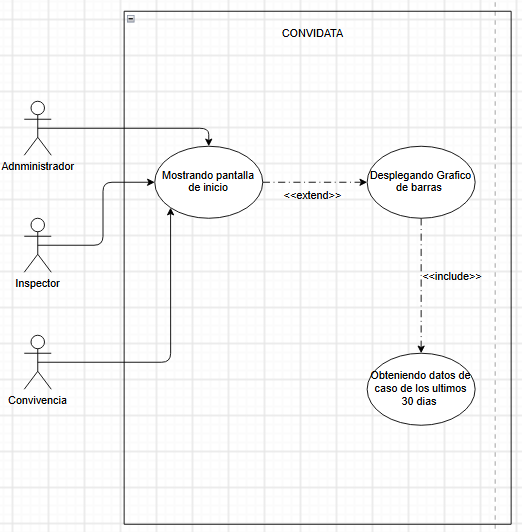 CONVIDATA
Adnministrador
Mostrando pantalla
de inicio
<<extend>>
Desplegando Grafico
de barras
Inspector
<<include>>
Convivencia
Obteniendo datos de
caso de los ultimos
30 dias